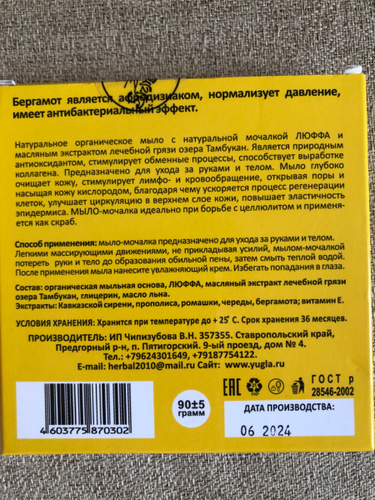 Бергамот является афродизиаком, нормализует давление,
имеет антибактериальный эффект.
Натуральное органическое мыло с натуральной мочалкой ЛЮФФА и
масляным экстрактом лечебной грязи озера Тамбукан. Является природным
антиоксидантом, стимулирует обменные процессы, способствует выработке
коллагена. Предназначено для ухода за руками и телом. Мыло глубоко
очищает кожу, стимулирует лимфо- и кровообращение, открывая поры и
насыщая кожу кислородом, благодаря чему ускоряется процесс регенерации
клеток, улучшает циркуляцию в верхнем слое кожи, повышает эластичность
эпидермиса. МЫЛО-мочалка идеально при борьбе с целлюлитом и применя-
ется как скраб.
Способ применения: мыло-мочалка предназначено для ухода за руками и телом.
Легкими массирующими движениями, не прикладывая усилий, мылом-мочалкой
потереть руки и тело до образования обильной пены, затем смыть теплой водой.
После применения мыла нанесите увлажняющий крем. Избегать попадания в глаза.
Состав: органическая мыльная основа, ЛЮФФА, масляный экстракт лечебной грязи
озера Тамбукан, глицерин, масло льна.
Экстракты: Кавказской сирени, прополиса, ромашки, череды, бергамота; витамин Е.
УСЛОВИЯ ХРАНЕНИЯ: Хранится при температуре до + 25˚ С. Срок хранения 36 месяцев.
ПРОИЗВОДИТЕЛЬ: ИП Чипизубова В.Н. 357355. Ставропольский край,
Предгорный р-н, п. Пятигорский. 9-ый проезд, дом № 4.
Тел.: +79624301649, +79187754122.
E-mail: herbal2010@mail.ru Сайт: www.yugla.ru
4603775870302
90±5
грамм
EAC
ГОСТ р
28546-2002
ДАТА ПРОИЗВОДСТВА:
06 2024